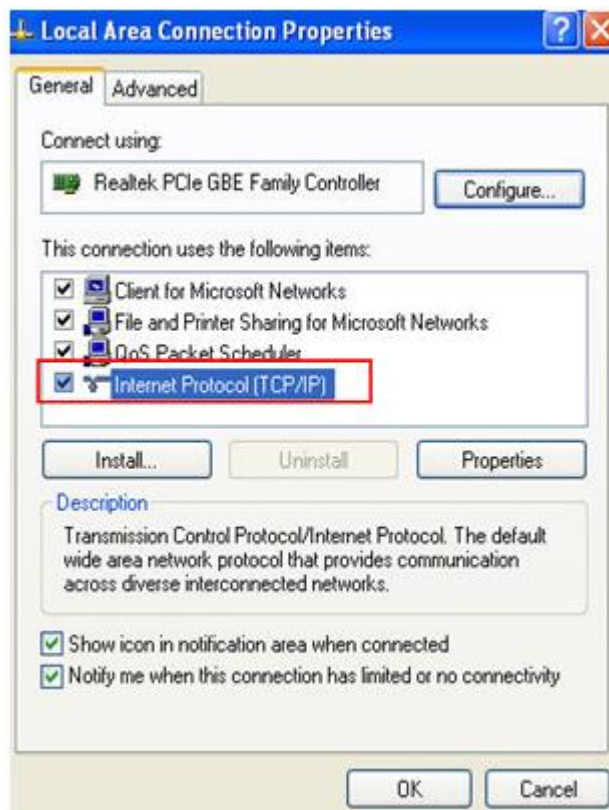 Local Area Connection Properties
General Advanced
Connect using:
Realtek PCIe GBE Family Controller Configure...
This connection uses the following items:
Client for Microsoft Networks
File and Printer Sharing for Microsoft Networks
QoS Packet Scheduler
Internet Protocol (TCP/IP)
Install... Uninstall Properties
Description
Transmission Control Protocol/Internet Protocol. The default
wide area network protocol that provides communication
across diverse interconnected networks.
Show icon in notification area when connected
Notify me when this connection has limited or no connectivity
OK Cancel